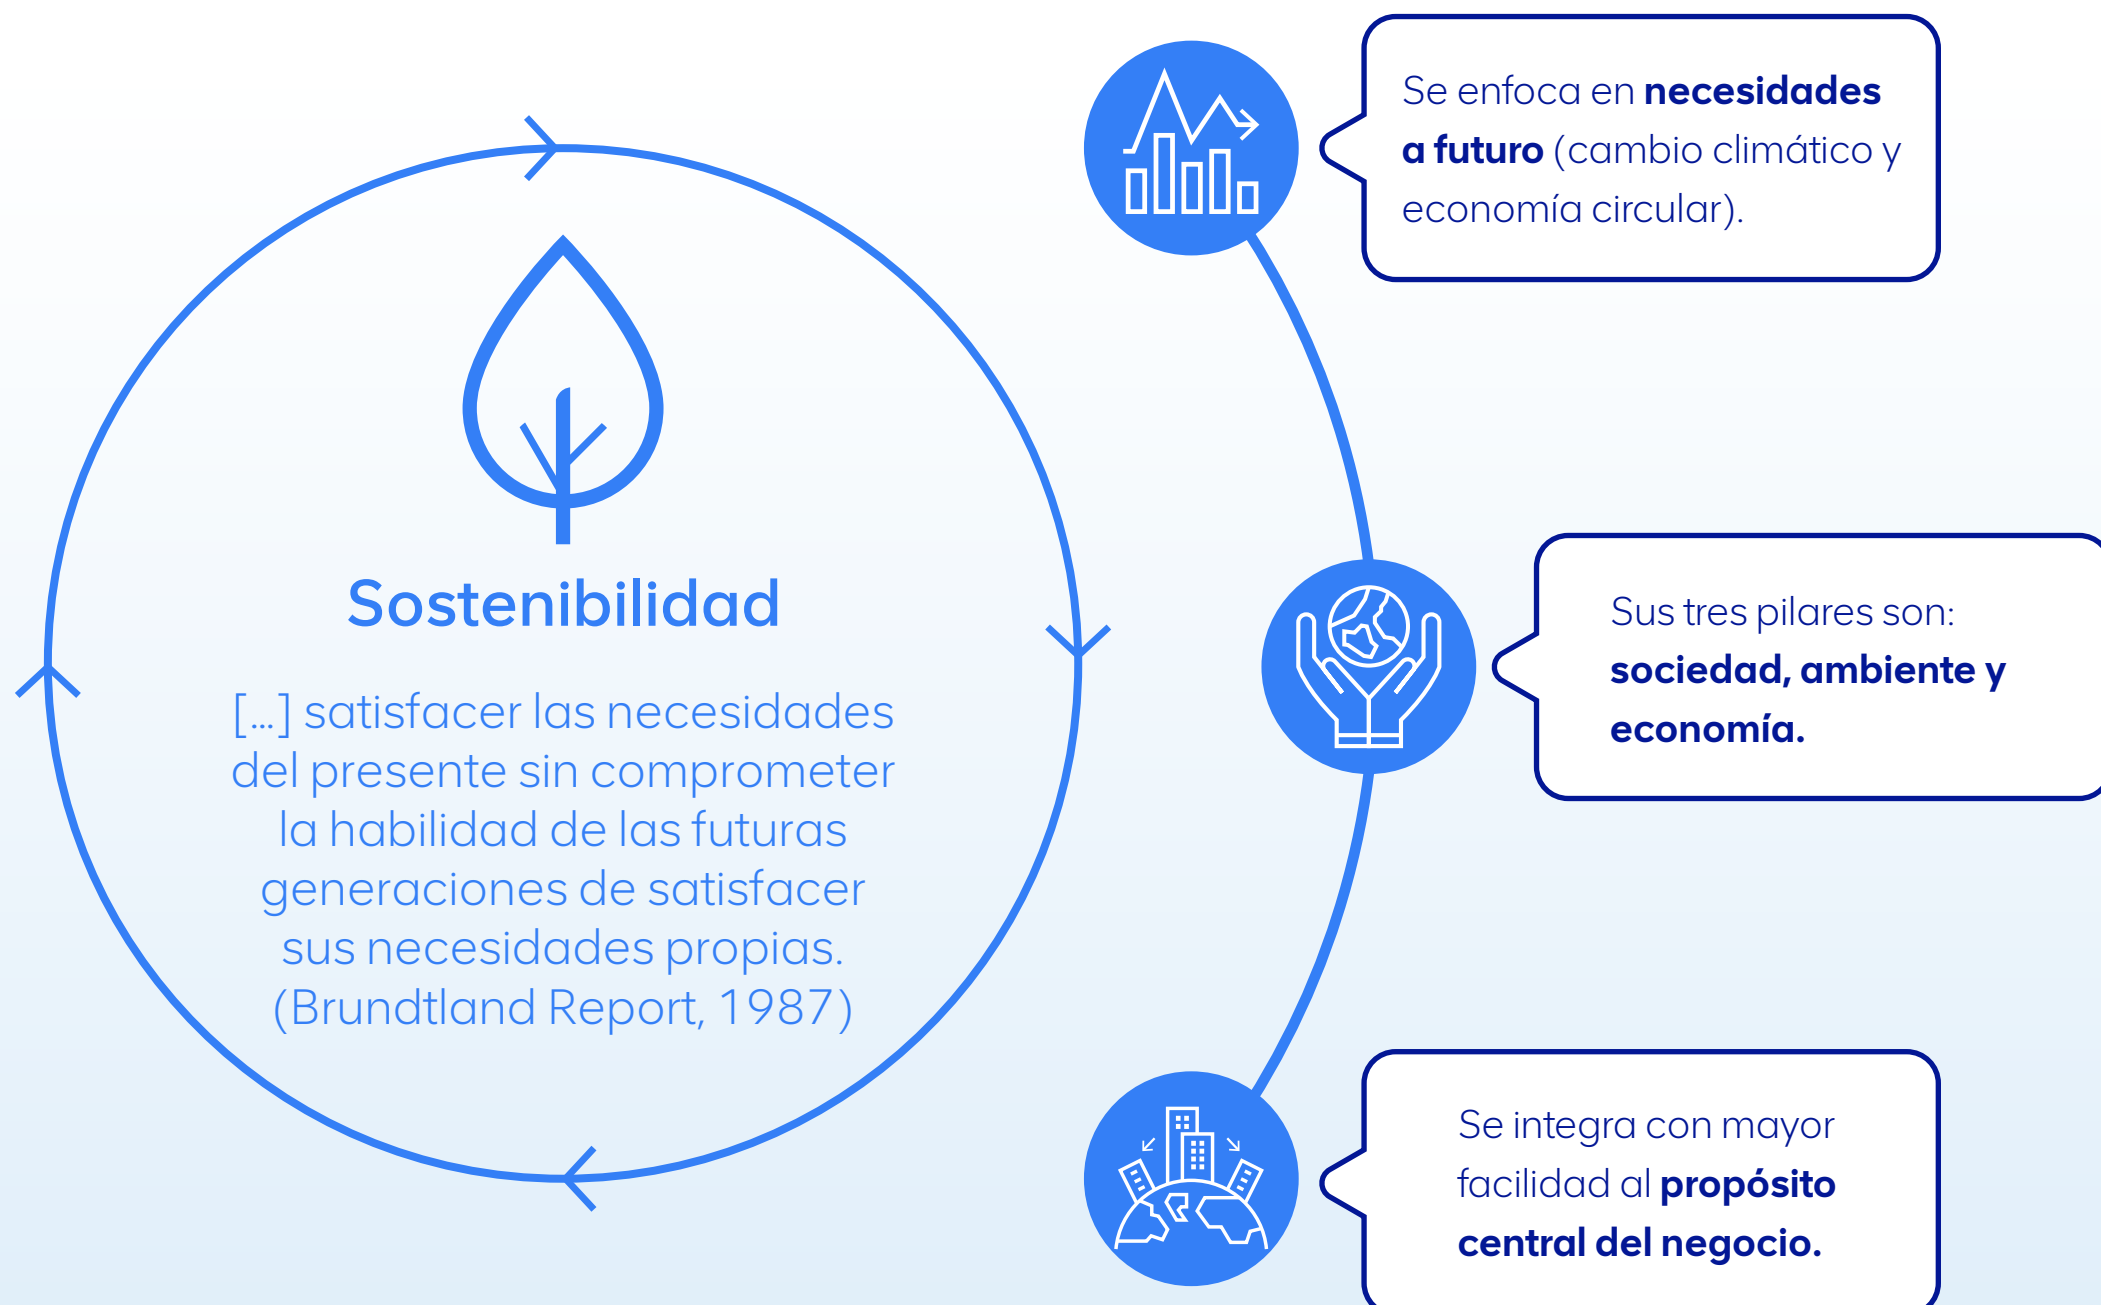 Sostenibilidad
[...] satisfacer las necesidades
del presente sin comprometer
la habilidad de las futuras
generaciones de satisfacer
sus necesidades propias.
(Brundtland Report, 1987)
Se enfoca en necesidades
a futuro (cambio climático y
economía circular).
Sus tres pilares son:
sociedad, ambiente y
economía.
Se integra con mayor
facilidad al propósito
central del negocio.